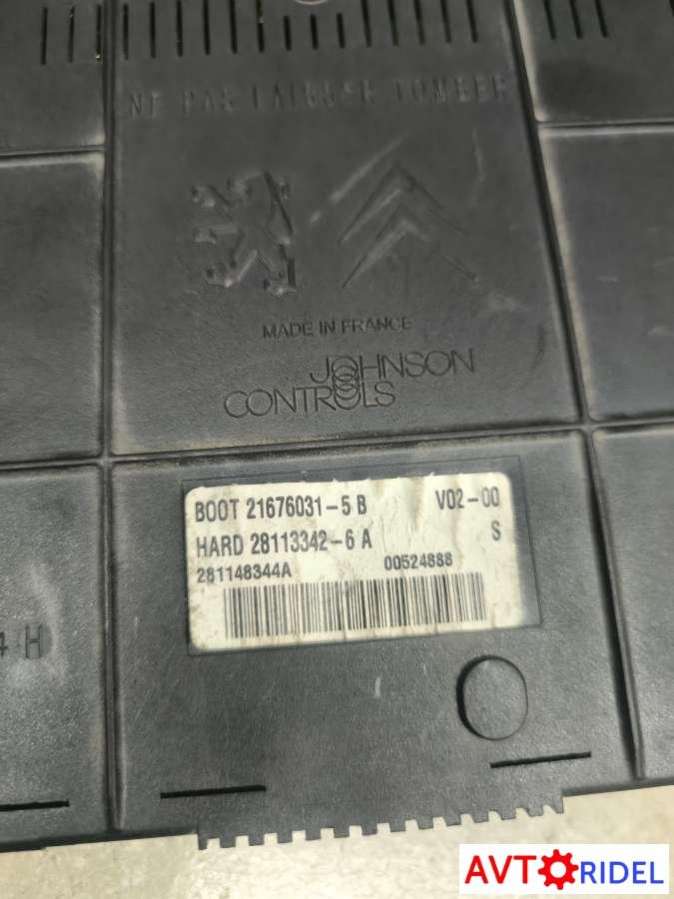 NE PAS LAISSER TOMBER
MADE IN FRANCE
JOHNSON
CONTROLS
BOOT 21676031-5 B V02-00
HARD 28113342-6 A S
281148344A 00524888
4 H
AVTORIDEL